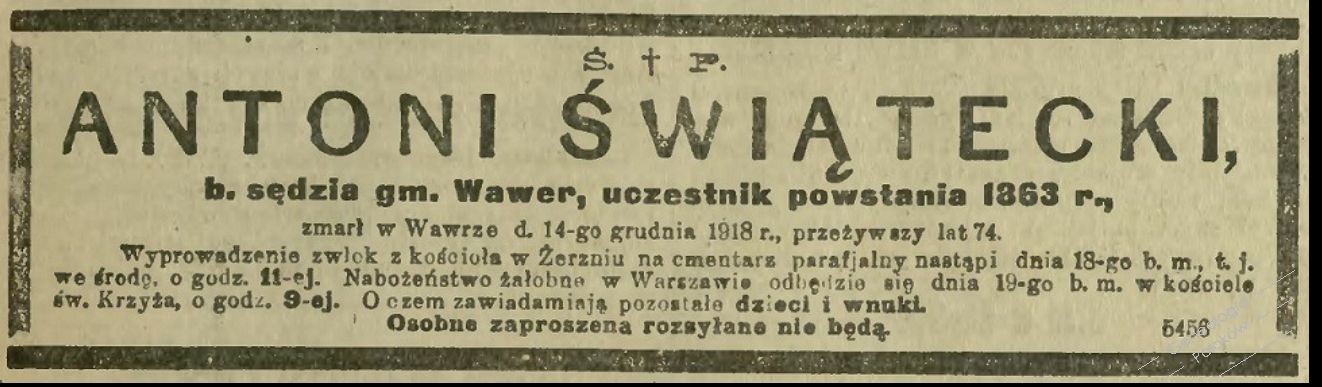 Ś. † P.
ANTONI ŚWIĄTECKI,
b. sędzia gm. Wawer, uczestnik powstania 1863 r.,
zmarł w Wawrze d. 14-go grudnia 1918 r., przeżywszy lat 74.
Wyprowadzenie zwłok z kościoła w Żerzniu na cmentarz parafjalny nastąpi dnia 18-go b. m., t. j.
we środę, o godz. 11-ej. Nabożeństwo żałobne w Warszawie odbędzie się dnia 19-go b. m. w kościele
św. Krzyża, o godz. 9-ej. O czem zawiadamiają pozostałe dzieci i wnuki.
Osobne zaproszena rozsyłane nie będą. 5456